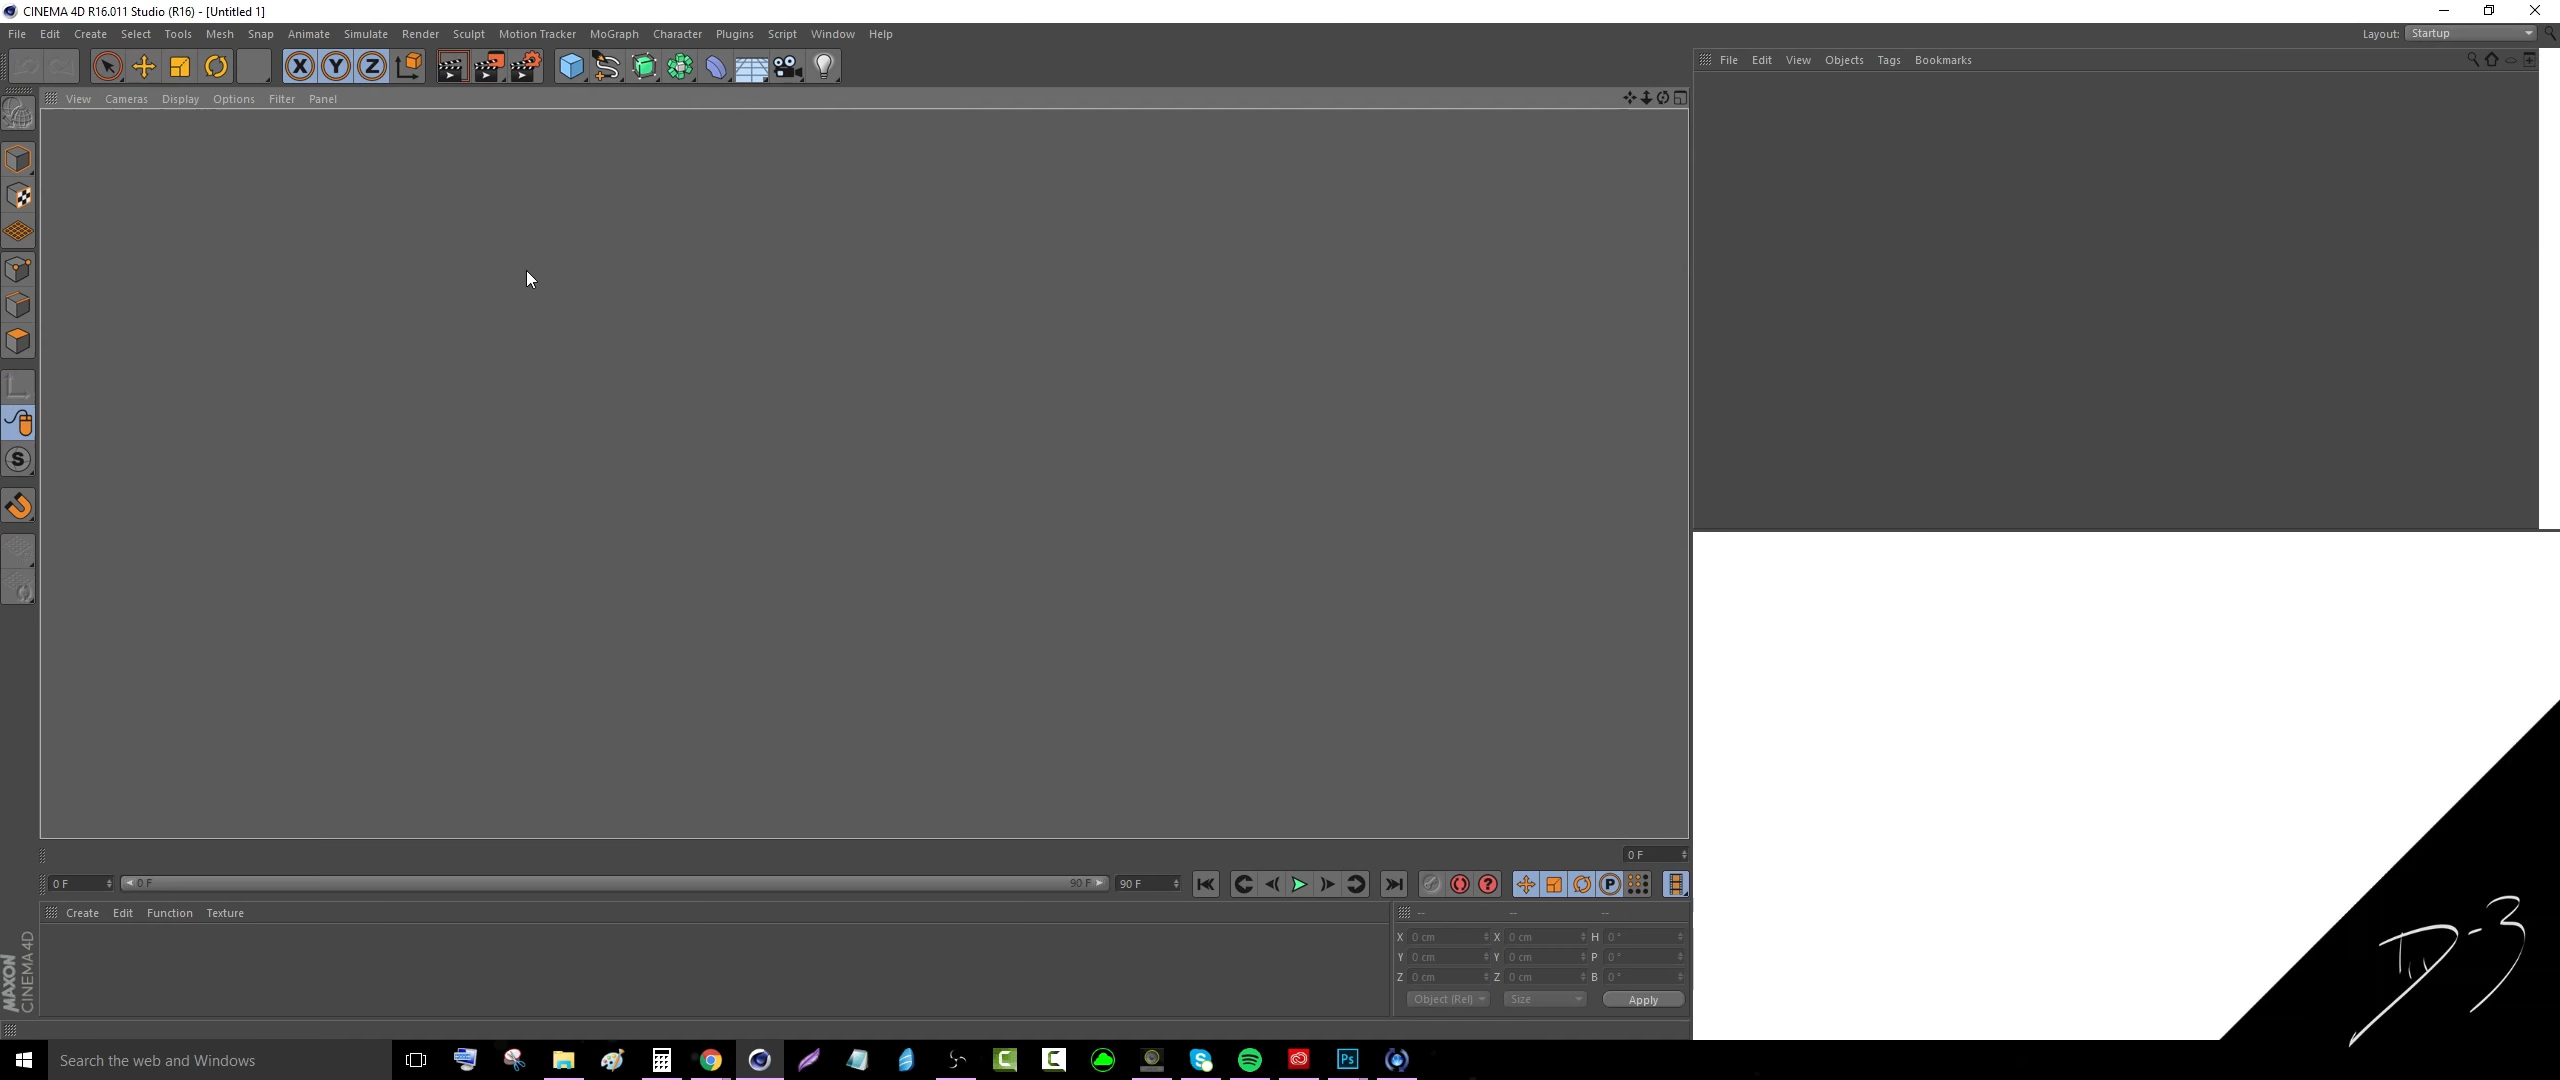 CINEMA 4D R16.011 Studio (R16) - [Untitled 1]
File Edit Create Select Tools Mesh Snap Animate Simulate Render Sculpt Motion Tracker MoGraph Character Plugins Script Window Help
Layout: Startup
X Y Z
File Edit View Objects Tags Bookmarks
View Cameras Display Options Filter Panel
S
0 F
0 F 0 F 90 F 90 F
P
Create Edit Function Texture
-- -- --
X 0 cm X 0 cm H 0 °
Y 0 cm Y 0 cm P 0 °
Z 0 cm Z 0 cm B 0 °
Object (Rel) Size Apply
MAXON
CINEMA 4D
D-3
Search the web and Windows
Ps